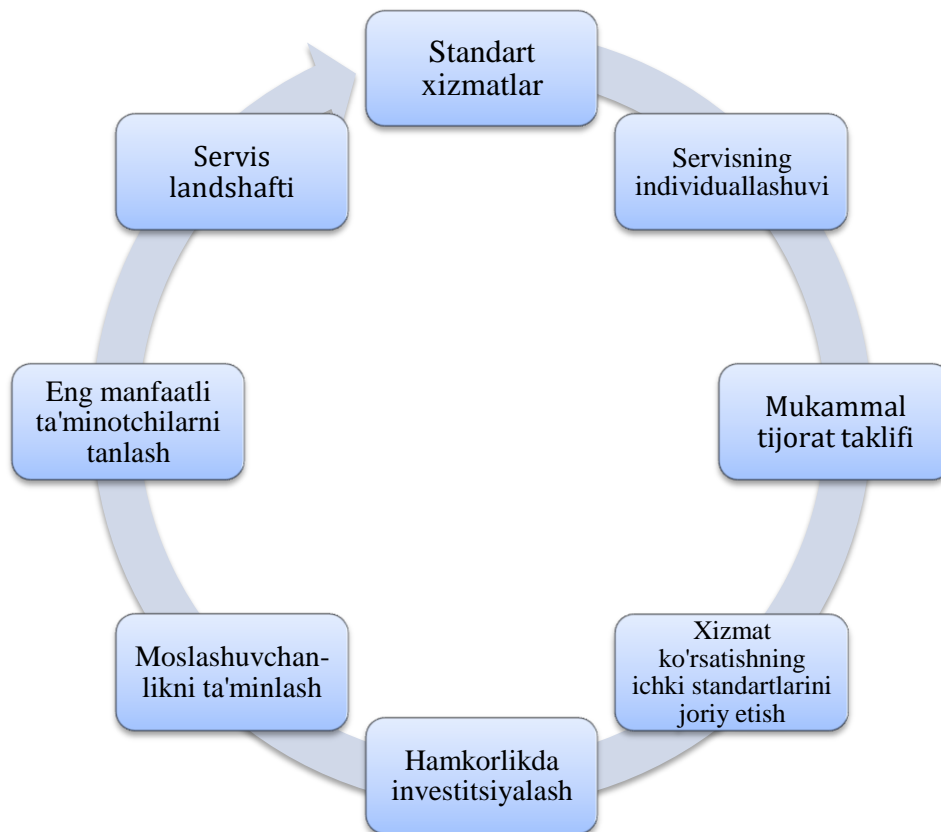 Standart
xizmatlar
Servisning
individuallashuvi
Mukammal
tijorat taklifi
Xizmat
ko'rsatishning
ichki standartlarini
joriy etish
Hamkorlikda
investitsiyalash
Moslashuvchan-
likni ta'minlash
Eng manfaatli
ta'minotchilarni
tanlash
Servis
landshafti